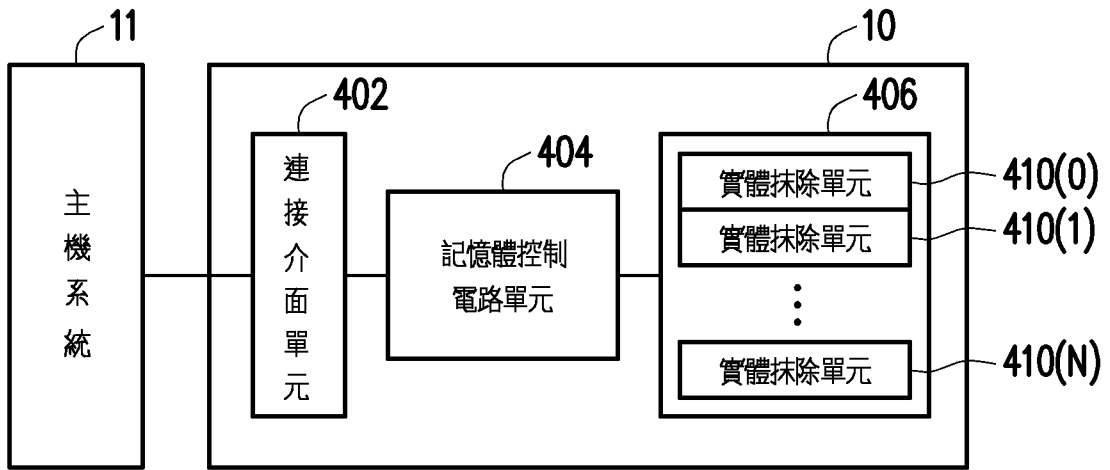 11
10
402
406
404
主機系統
連接介面單元
記憶體控制
電路單元
實體抹除單元
410(0)
實體抹除單元
410(1)
實體抹除單元
410(N)